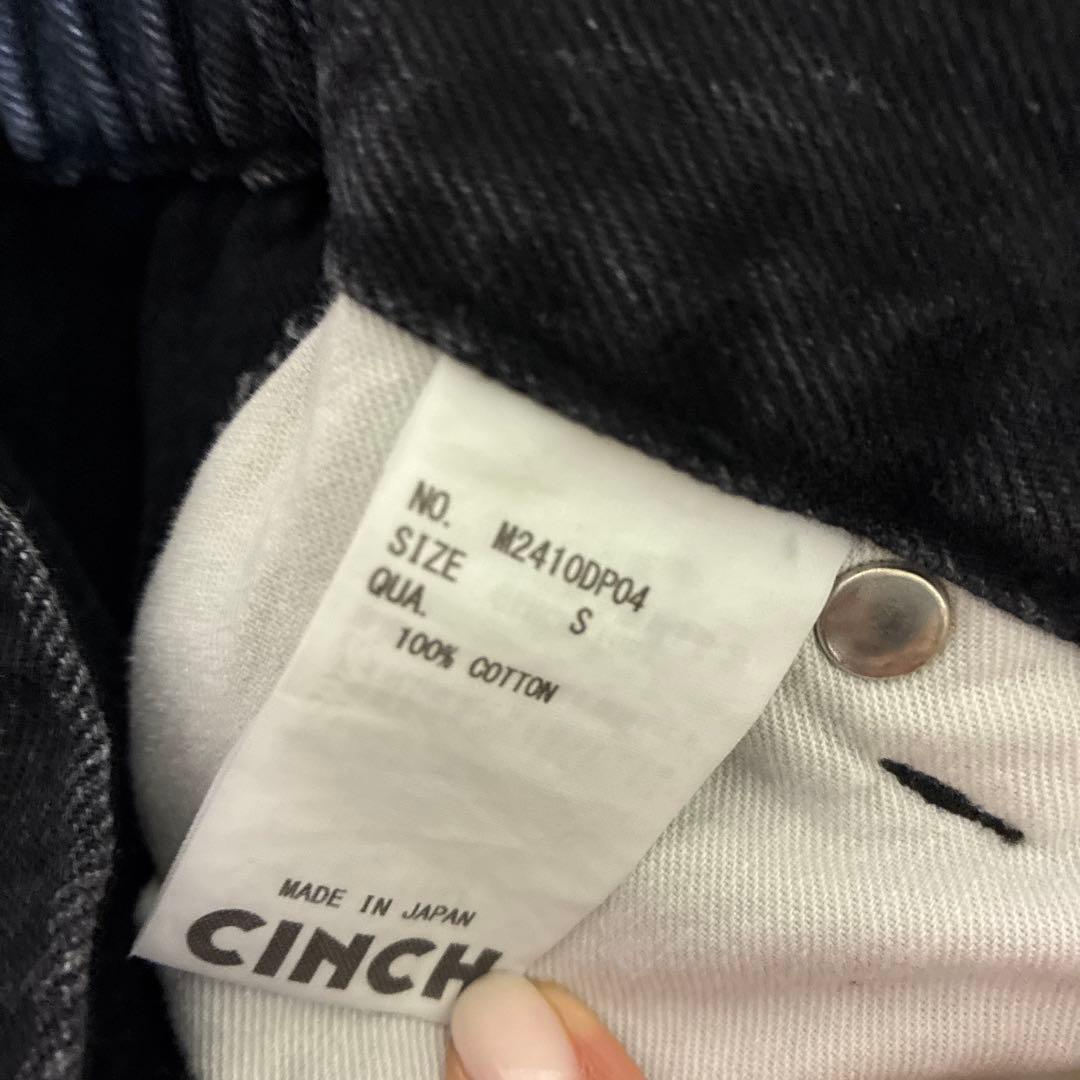 NO. M2410DP04
SIZE S
QUA.
100% COTTON
MADE IN JAPAN
CINCH